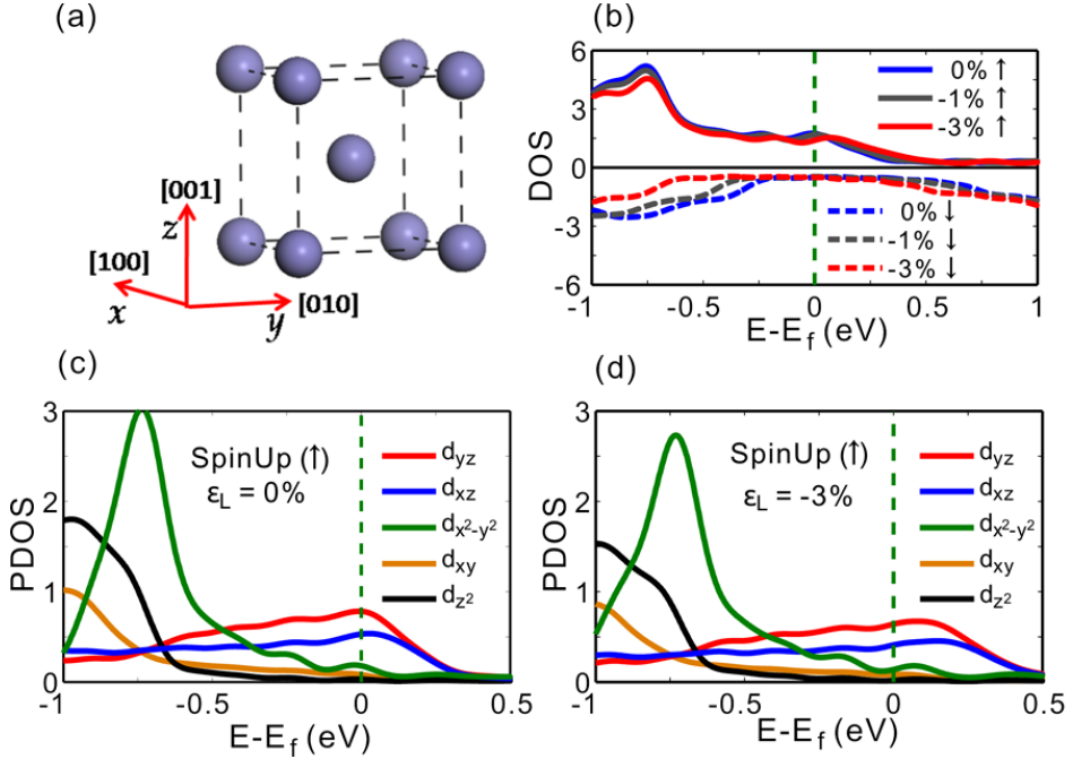 (a)
[001]
z
[100]
x
y
[010]
(b)
DOS
6
3
0
-3
-6
0% ↑
-1% ↑
-3% ↑
0% ↓
-1% ↓
-3% ↓
-1
-0.5
0
0.5
1
E-E_f (eV)
(c)
PDOS
3
2
1
0
SpinUp (↑)
ε_L = 0%
d_yz
d_xz
d_x²-y²
d_xy
d_z²
-1
-0.5
0
0.5
E-E_f (eV)
(d)
PDOS
3
2
1
0
SpinUp (↑)
ε_L = -3%
d_yz
d_xz
d_x²-y²
d_xy
d_z²
-1
-0.5
0
0.5
E-E_f (eV)